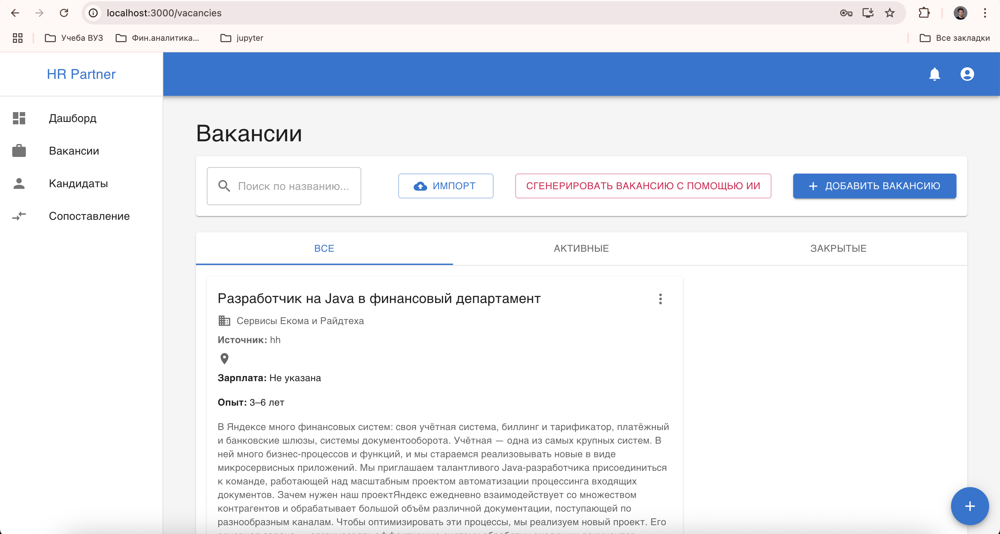 localhost:3000/vacancies
Учеба ВУЗ
Фин.аналитика...
jupyter
Все закладки
HR Partner
Дашборд
Вакансии
Кандидаты
Сопоставление
Вакансии
Поиск по названию...
ИМПОРТ
СГЕНЕРИРОВАТЬ ВАКАНСИЮ С ПОМОЩЬЮ ИИ
ДОБАВИТЬ ВАКАНСИЮ
ВСЕ
АКТИВНЫЕ
ЗАКРЫТЫЕ
Разработчик на Java в финансовый департамент
Сервисы Екома и Райдтеха
Источник: hh
Зарплата: Не указана
Опыт: 3–6 лет
В Яндексе много финансовых систем: своя учётная система, биллинг и тарификатор, платёжный
и банковские шлюзы, системы документооборота. Учётная — одна из самых крупных систем. В
ней много бизнес-процессов и функций, и мы стараемся реализовывать новые в виде
микросервисных приложений. Мы приглашаем талантливого Java-разработчика присоединиться
к команде, работающей над масштабным проектом автоматизации процессинга входящих
документов. Зачем нужен наш проектЯндекс ежедневно взаимодействует со множеством
контрагентов и обрабатывает большой объём различной документации, поступающей по
разнообразным каналам. Чтобы оптимизировать эти процессы, мы реализуем новый проект. Его